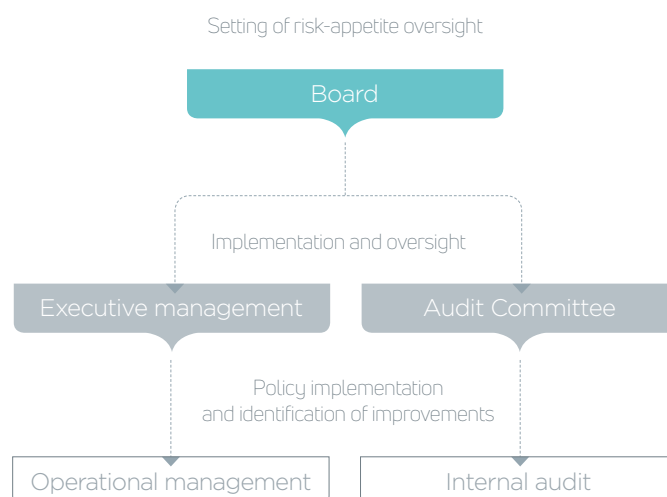 Setting of risk-appetite oversight
Board
Implementation and oversight
Executive management
Audit Committee
Policy implementation
and identification of improvements
Operational management
Internal audit